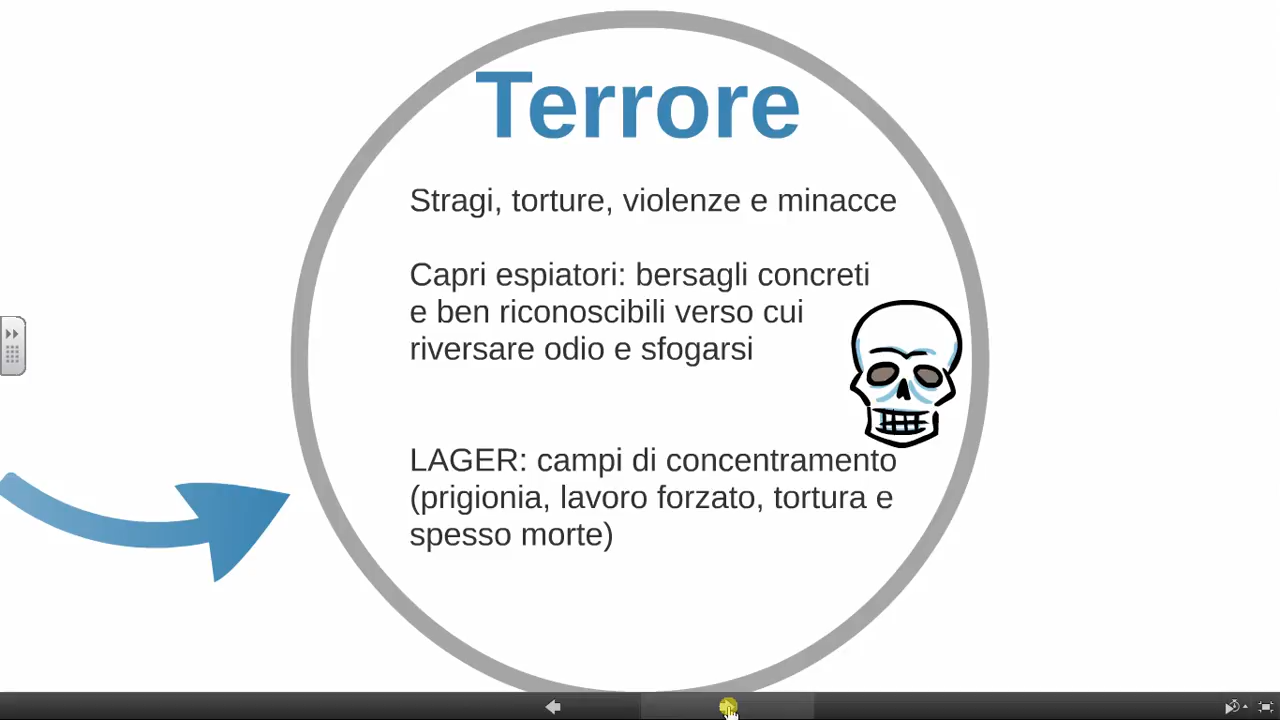 Terrore
Stragi, torture, violenze e minacce
Capri espiatori: bersagli concreti
e ben riconoscibili verso cui
riversare odio e sfogarsi
LAGER: campi di concentramento
(prigionia, lavoro forzato, tortura e
spesso morte)